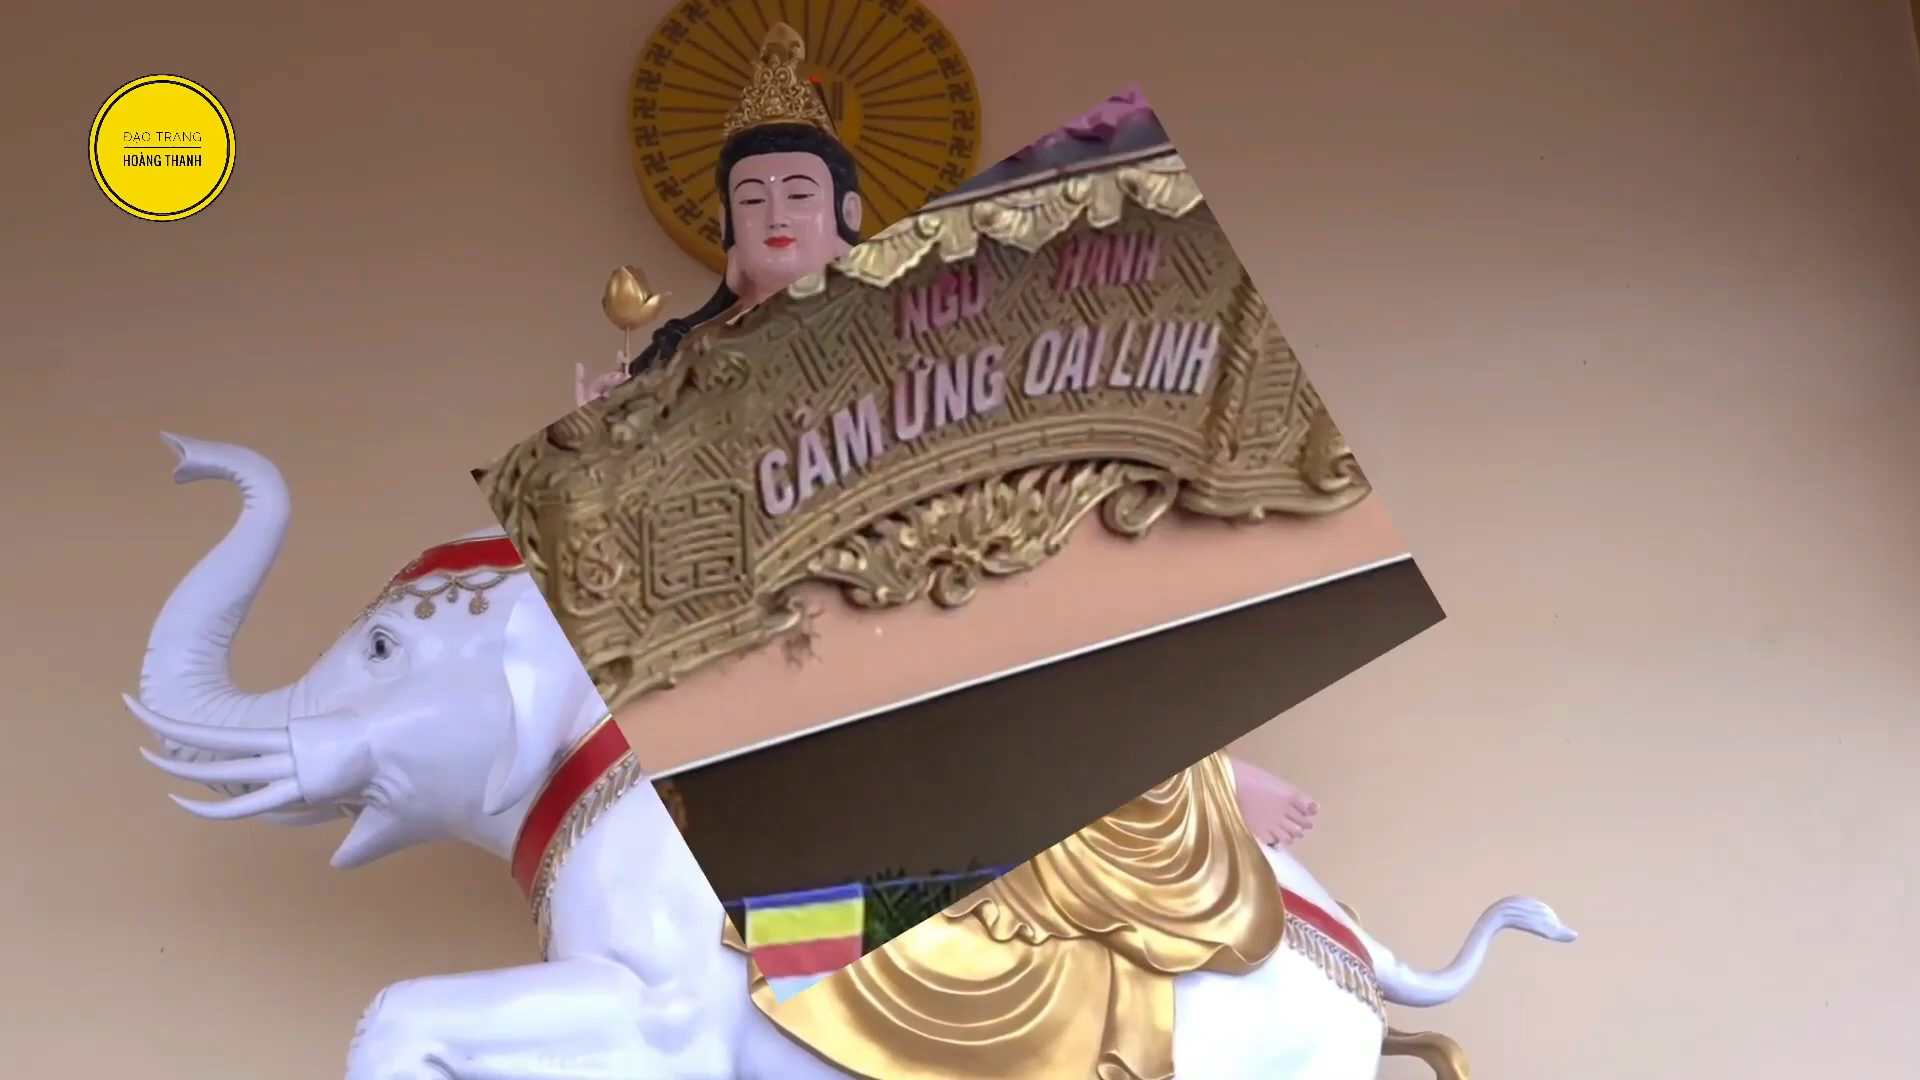 ĐẠO TRANG
HOÀNG THANH
NGŨ HÀNH
CẢM ỨNG OAI LINH